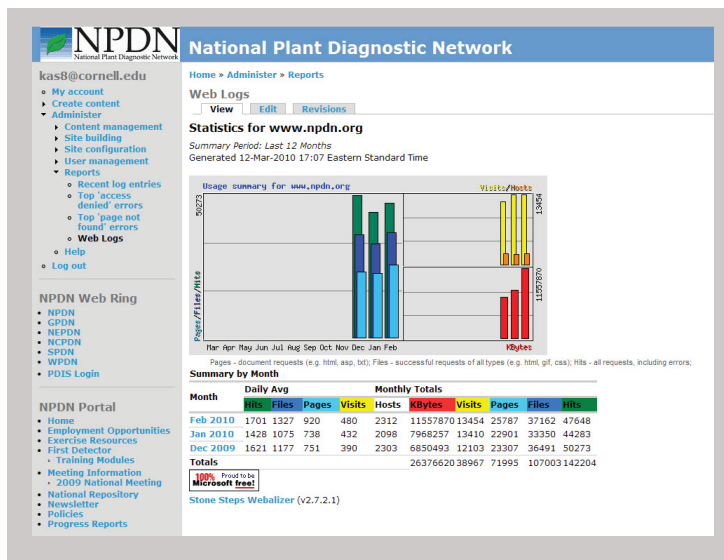 NPDN
National Plant Diagnostic Network
National Plant Diagnostic Network
kas8@cornell.edu
My account
Create content
Administer
Content management
Site building
Site configuration
User management
Reports
Recent log entries
Top 'access
denied' errors
Top 'page not
found' errors
Web Logs
Help
Log out
NPDN Web Ring
NPDN
GPDN
NEPDN
NCPDN
SPDN
WPDN
PDIS Login
NPDN Portal
Home
Employment Opportunities
Exercise Resources
First Detector
Training Modules
Meeting Information
2009 National Meeting
National Repository
Newsletter
Policies
Progress Reports
Home » Administer » Reports
Web Logs
View Edit Revisions
Statistics for www.npdn.org
Summary Period: Last 12 Months
Generated 12-Mar-2010 17:07 Eastern Standard Time
Usage summary for www.npdn.org
Visits/Hosts
50273
13454
11557870
Pages/Files/Hits
Mar Apr May Jun Jul Aug Sep Oct Nov Dec Jan Feb
KBytes
Pages - document requests (e.g. html, asp, txt); Files - successful requests of all types (e.g. html, gif, css); Hits - all requests, including errors;
Summary by Month
Month Daily Avg Monthly Totals
Hits Files Pages Visits Hosts KBytes Visits Pages Files Hits
Feb 2010 1701 1327 920 480 2312 11557870 13454 25787 37162 47648
Jan 2010 1428 1075 738 432 2098 7968257 13410 22901 33350 44283
Dec 2009 1621 1177 751 390 2303 6850493 12103 23307 36491 50273
Totals 26376620 38967 71995 107003 142204
100% Proud to be
Microsoft free!
Stone Steps Webalizer (v2.7.2.1)